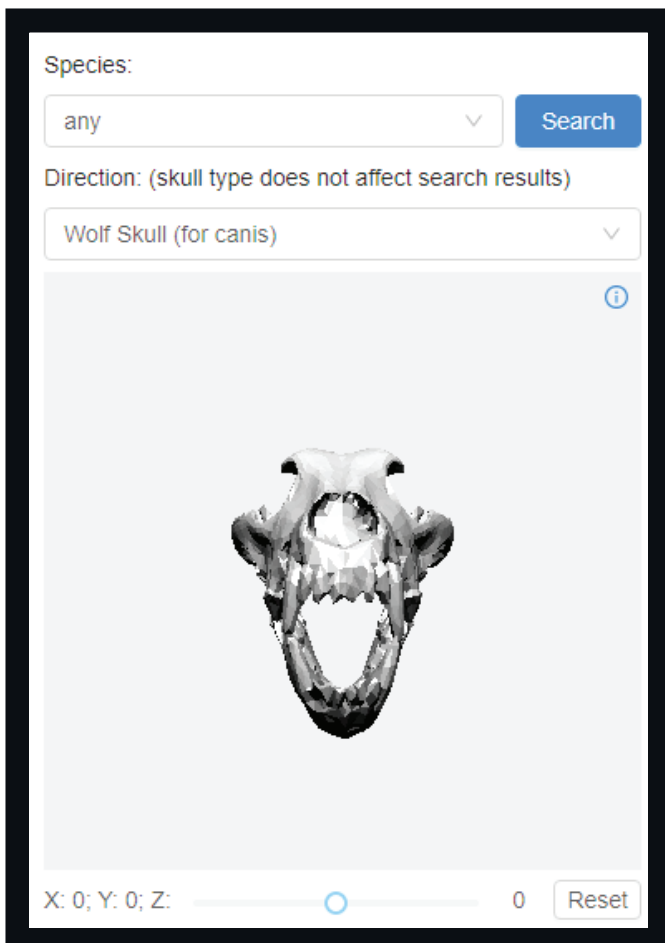 Species:
any Search
Direction: (skull type does not affect search results)
Wolf Skull (for canis)
X: 0; Y: 0; Z: 0 Reset